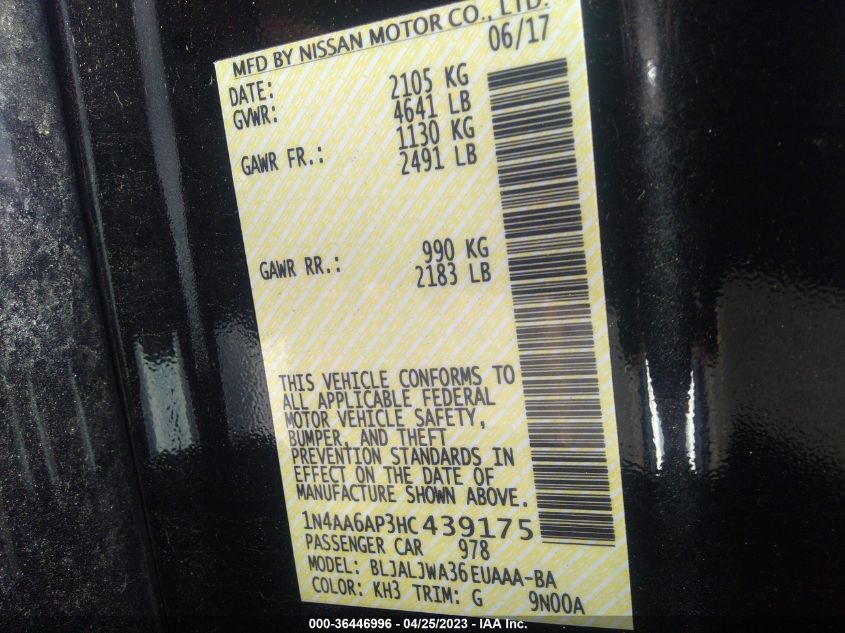 MFD BY NISSAN MOTOR CO., LTD.
DATE: 06/17
GVWR: 2105 KG
4641 LB
GAWR FR.: 1130 KG
2491 LB
GAWR RR.: 990 KG
2183 LB
THIS VEHICLE CONFORMS TO
ALL APPLICABLE FEDERAL
MOTOR VEHICLE SAFETY,
BUMPER, AND THEFT
PREVENTION STANDARDS IN
EFFECT ON THE DATE OF
MANUFACTURE SHOWN ABOVE.
1N4AA6AP3HC439175
PASSENGER CAR 978
MODEL: BLJALJWA36EUAAA-BA
COLOR: KH3 TRIM: G 9N00A
000-36446996 - 04/25/2023 - IAA Inc.